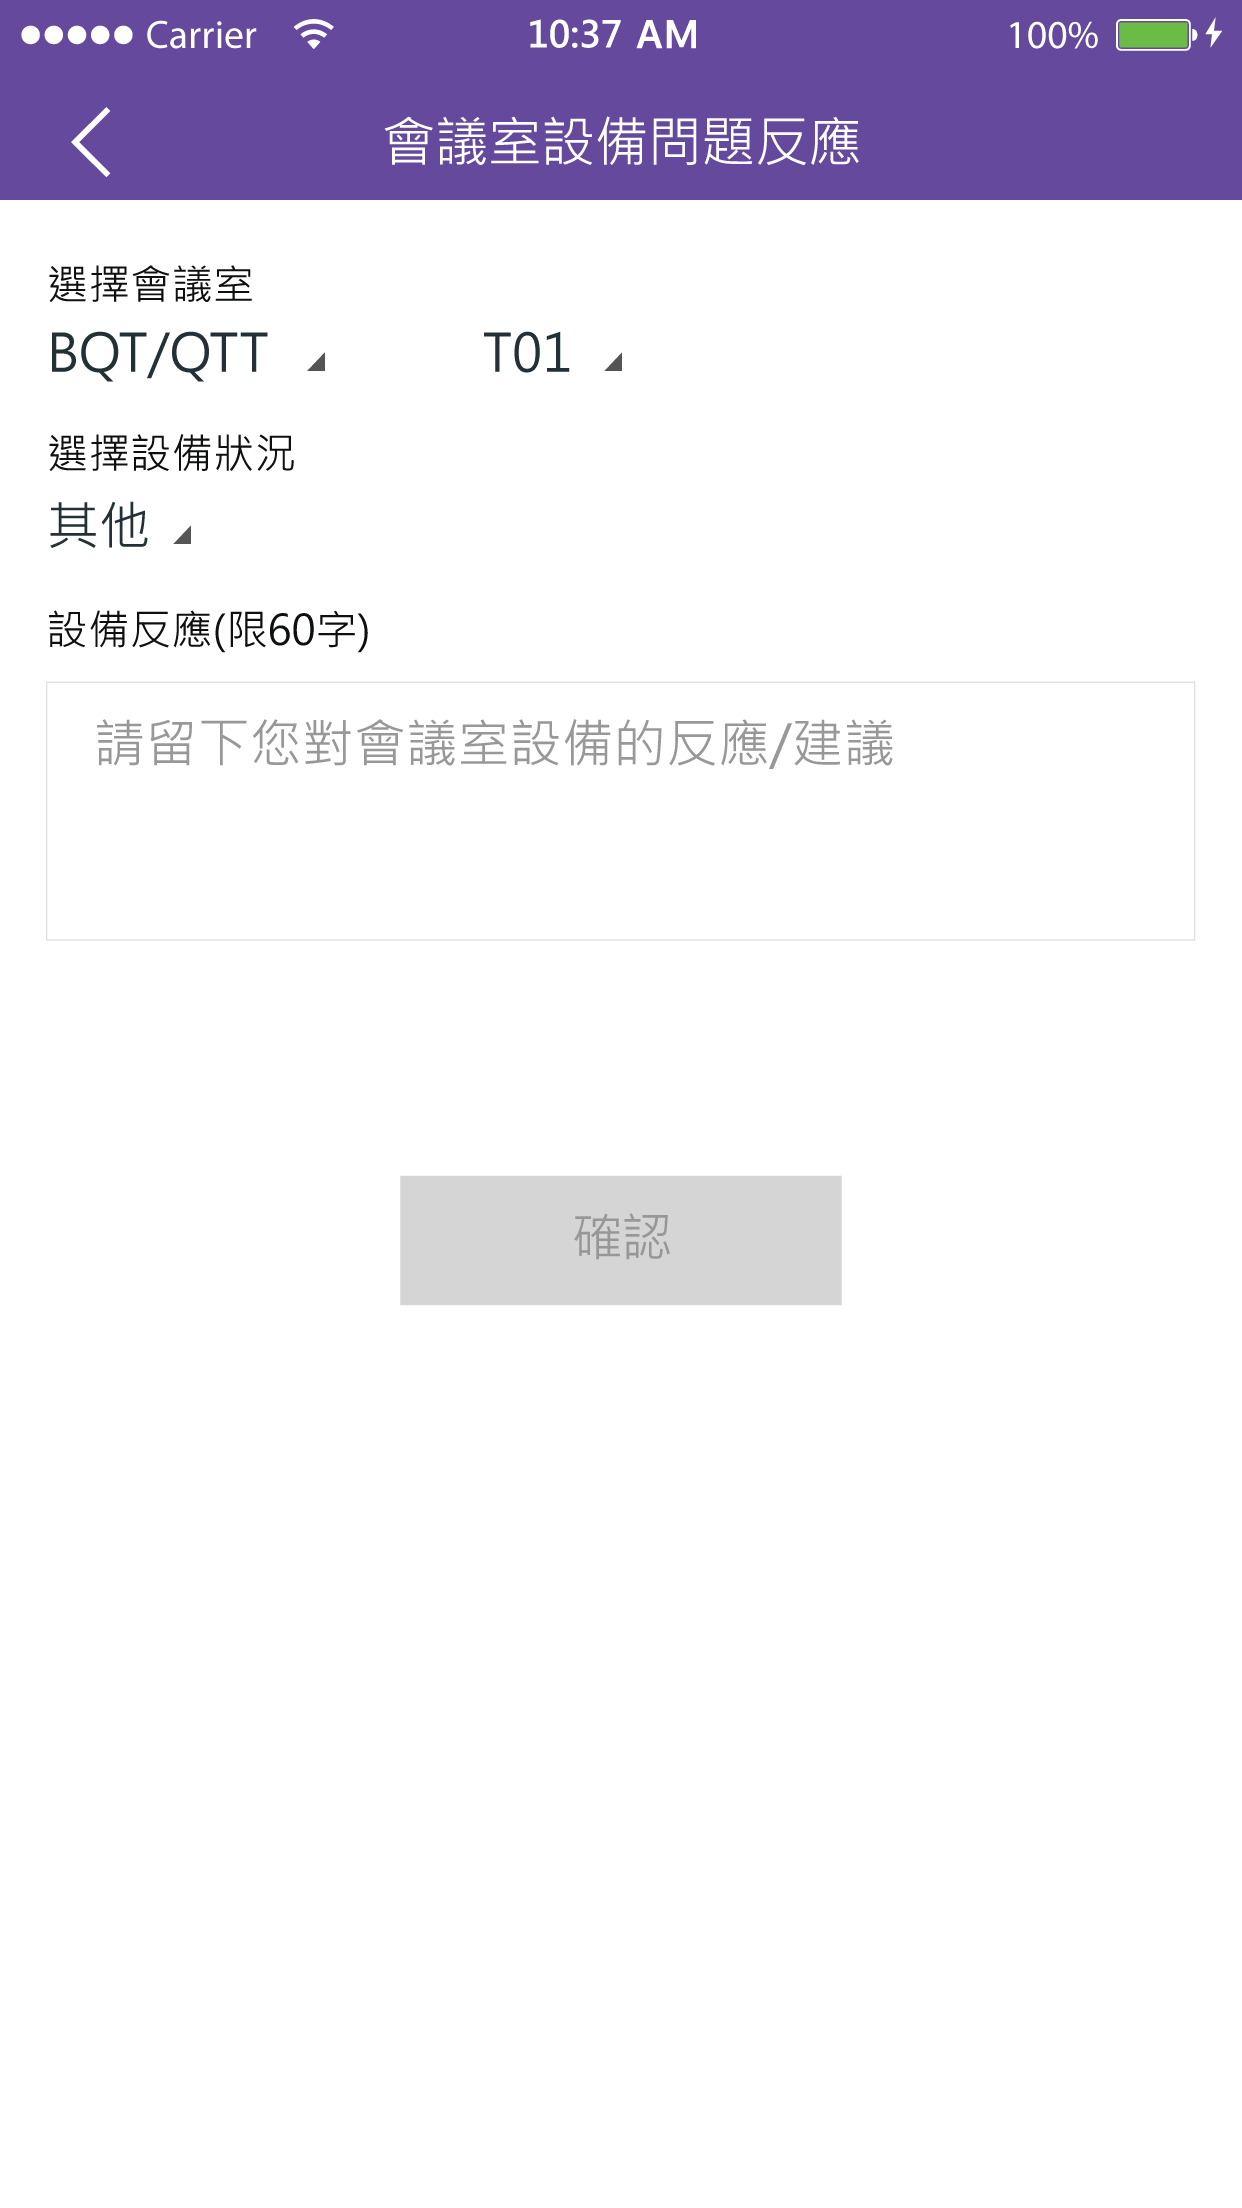 Carrier 10:37 AM 100%
會議室設備問題反應
選擇會議室
BQT/QTT T01
選擇設備狀況
其他
設備反應(限60字)
請留下您對會議室設備的反應/建議
確認